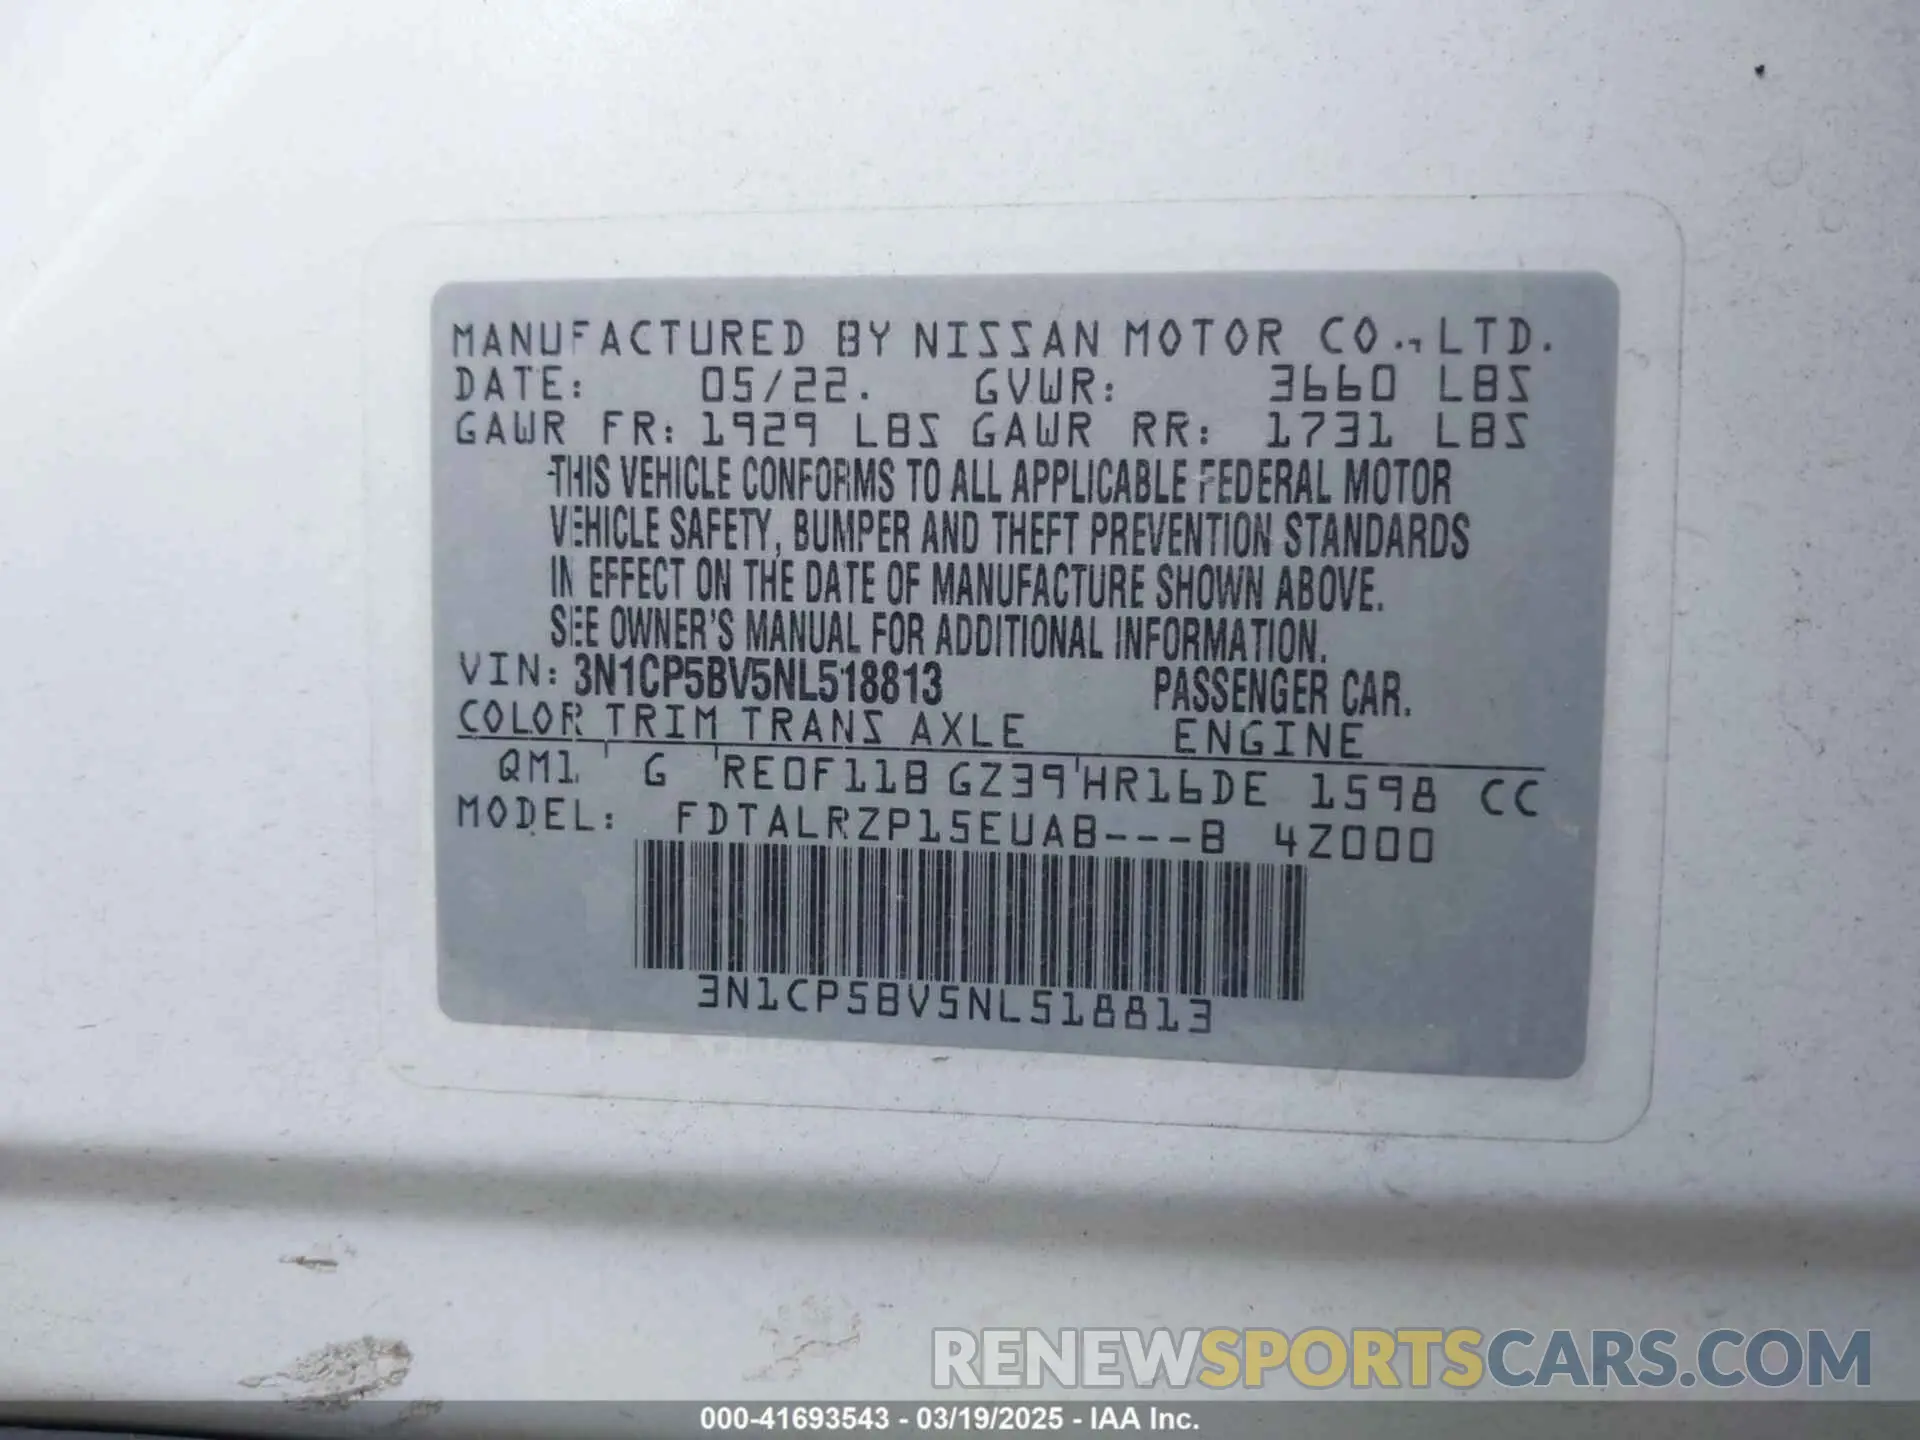 MANUFACTURED BY NISSAN MOTOR CO.,LTD.
DATE: 05/22. GVWR: 3660 LBS
GAWR FR: 1929 LBS GAWR RR: 1731 LBS
THIS VEHICLE CONFORMS TO ALL APPLICABLE FEDERAL MOTOR
VEHICLE SAFETY, BUMPER AND THEFT PREVENTION STANDARDS
IN EFFECT ON THE DATE OF MANUFACTURE SHOWN ABOVE.
SEE OWNER'S MANUAL FOR ADDITIONAL INFORMATION.
VIN: 3N1CP5BV5NL518813 PASSENGER CAR.
COLOR TRIM TRANS AXLE ENGINE
QM1 G RE0F11B GZ39 HR16DE 1598 CC
MODEL: FDTALRZP15EUAB---B 4Z000
3N1CP5BV5NL518813
RENEWSPORTSCARS.COM
000-41693543 - 03/19/2025 - IAA Inc.